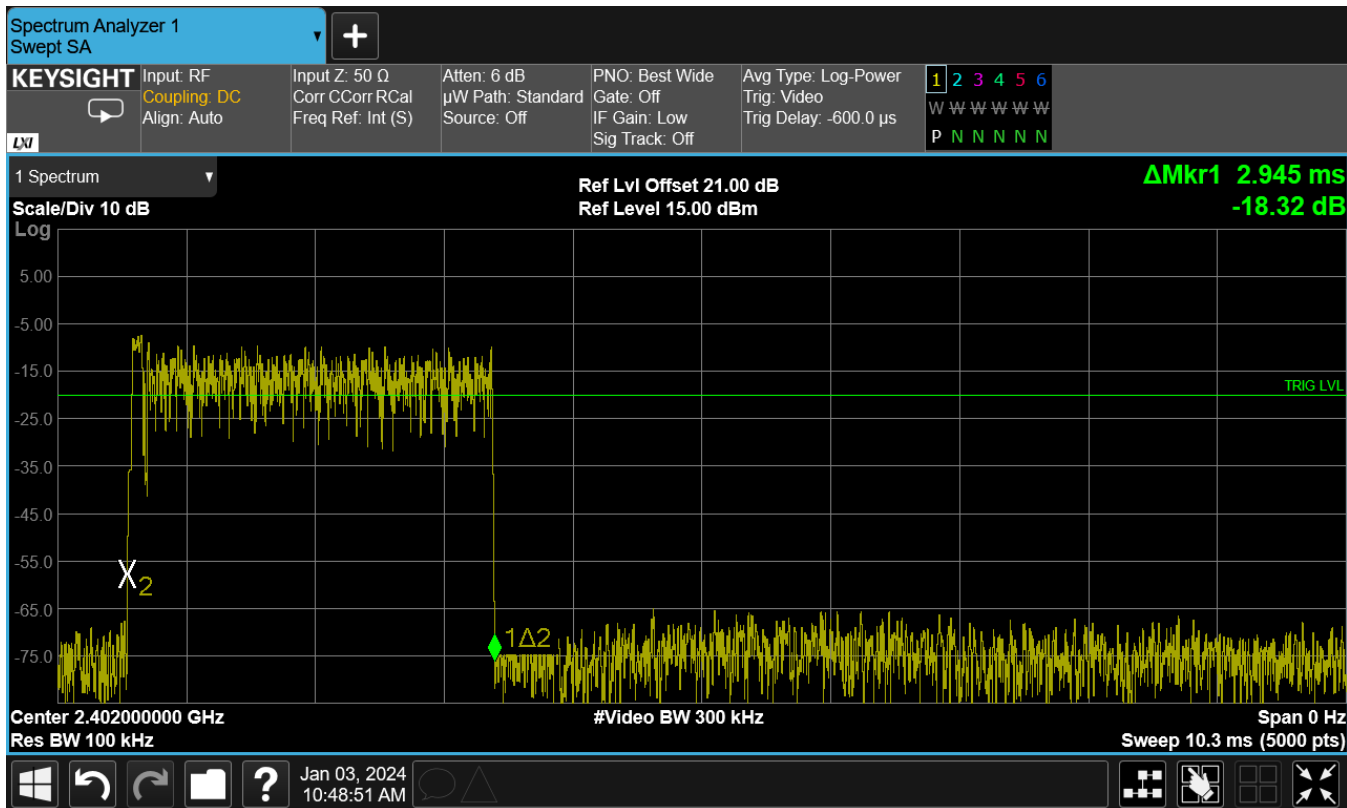 Spectrum Analyzer 1
Swept SA
KEYSIGHT
LXI
Input: RF
Coupling: DC
Align: Auto
Input Z: 50 Ω
Corr CCorr RCal
Freq Ref: Int (S)
Atten: 6 dB
µW Path: Standard
Source: Off
PNO: Best Wide
Gate: Off
IF Gain: Low
Sig Track: Off
Avg Type: Log-Power
Trig: Video
Trig Delay: -600.0 µs
1 2 3 4 5 6
W W W W W W
P N N N N N
1 Spectrum
Scale/Div 10 dB
Log
Ref Lvl Offset 21.00 dB
Ref Level 15.00 dBm
ΔMkr1 2.945 ms
-18.32 dB
5.00
-5.00
-15.0
TRIG LVL
-25.0
-35.0
-45.0
-55.0
X2
-65.0
1Δ2
-75.0
Center 2.402000000 GHz
Res BW 100 kHz
#Video BW 300 kHz
Span 0 Hz
Sweep 10.3 ms (5000 pts)
?
Jan 03, 2024
10:48:51 AM